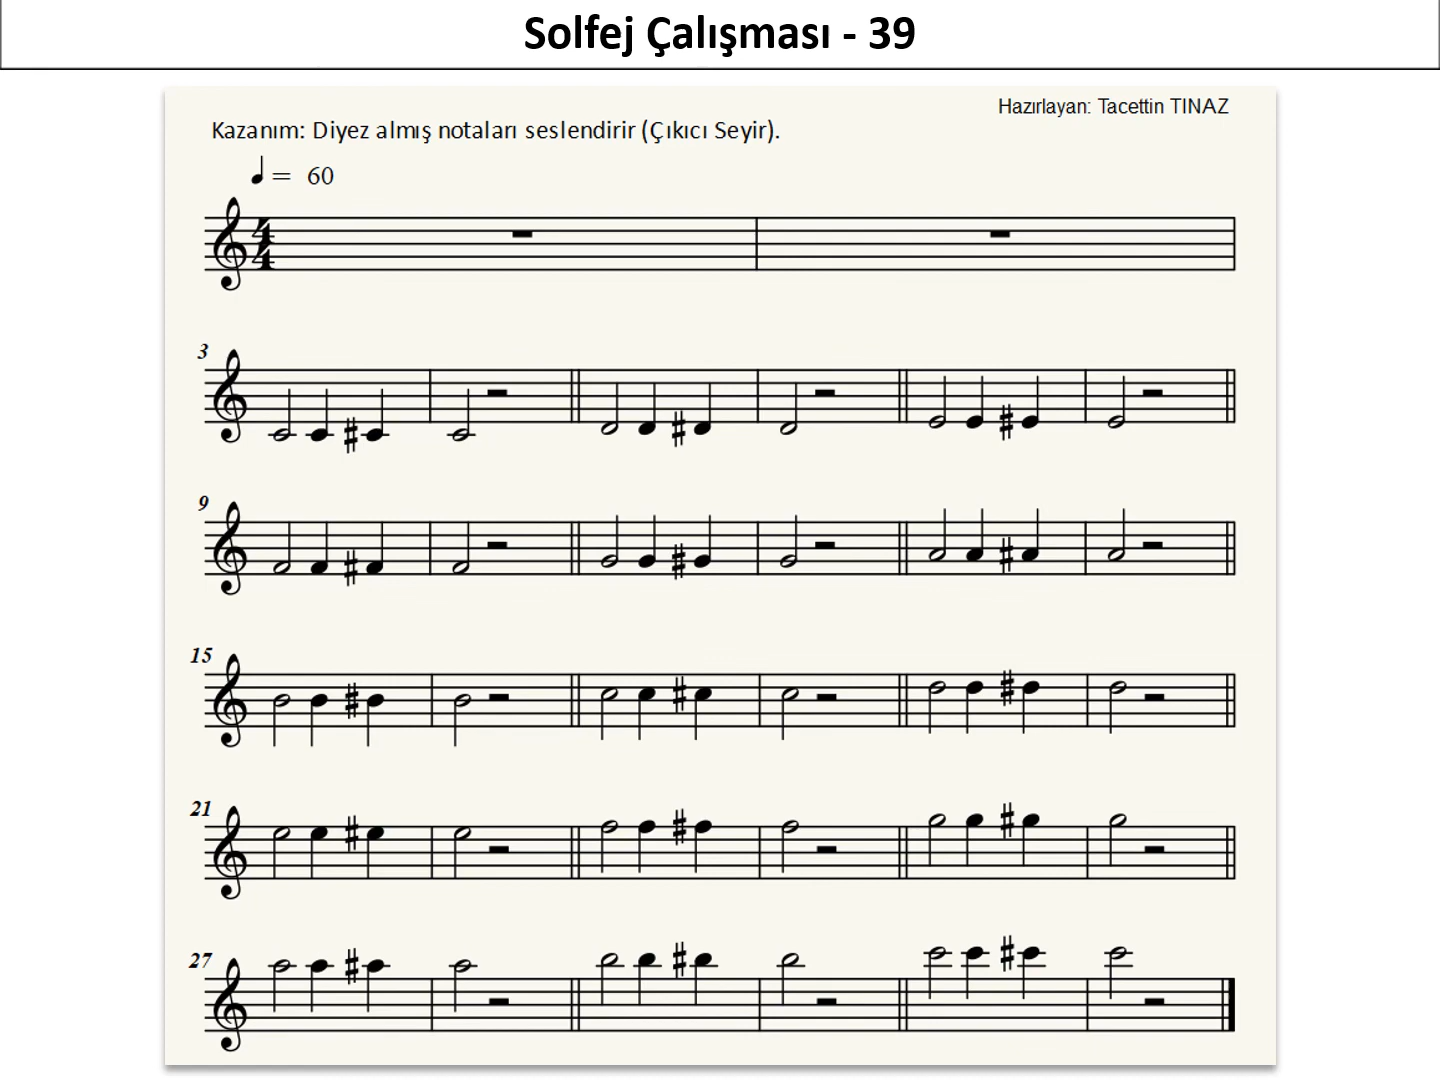 Solfej Çalışması - 39
Hazırlayan: Tacettin TINAZ
Kazanım: Diyez almış notaları seslendirir (Çıkıcı Seyir).
= 60
3
9
15
21
27